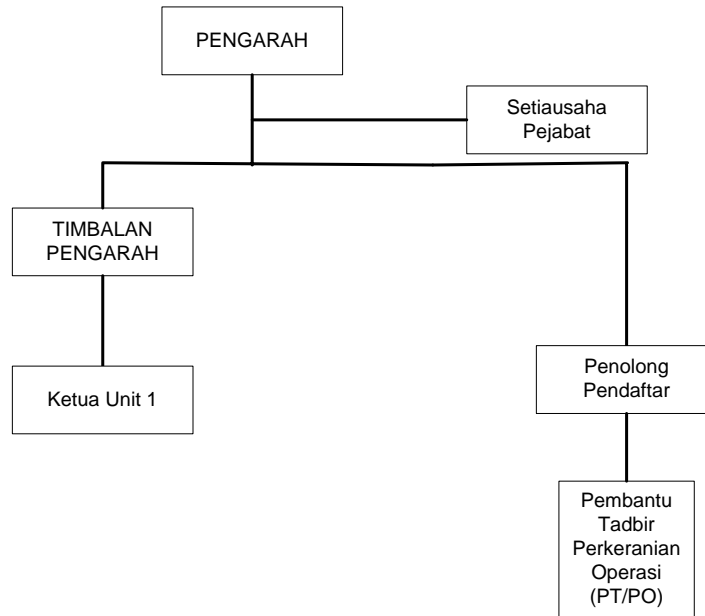 PENGARAH
Setiausaha
Pejabat
TIMBALAN
PENGARAH
Ketua Unit 1
Penolong
Pendaftar
Pembantu
Tadbir
Perkeranian
Operasi
(PT/PO)